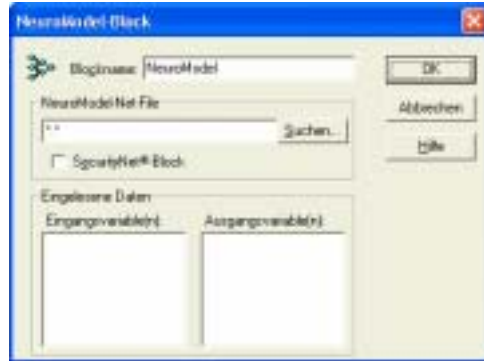 NeuroModel-Block
Blockname: NeuroModel
OK
NeuroModel-Net File
Abbrechen
*.*
Suchen...
Hilfe
SecurityNet®-Block
Eingelesene Daten
Eingangsvariable(n):
Ausgangsvariable(n):